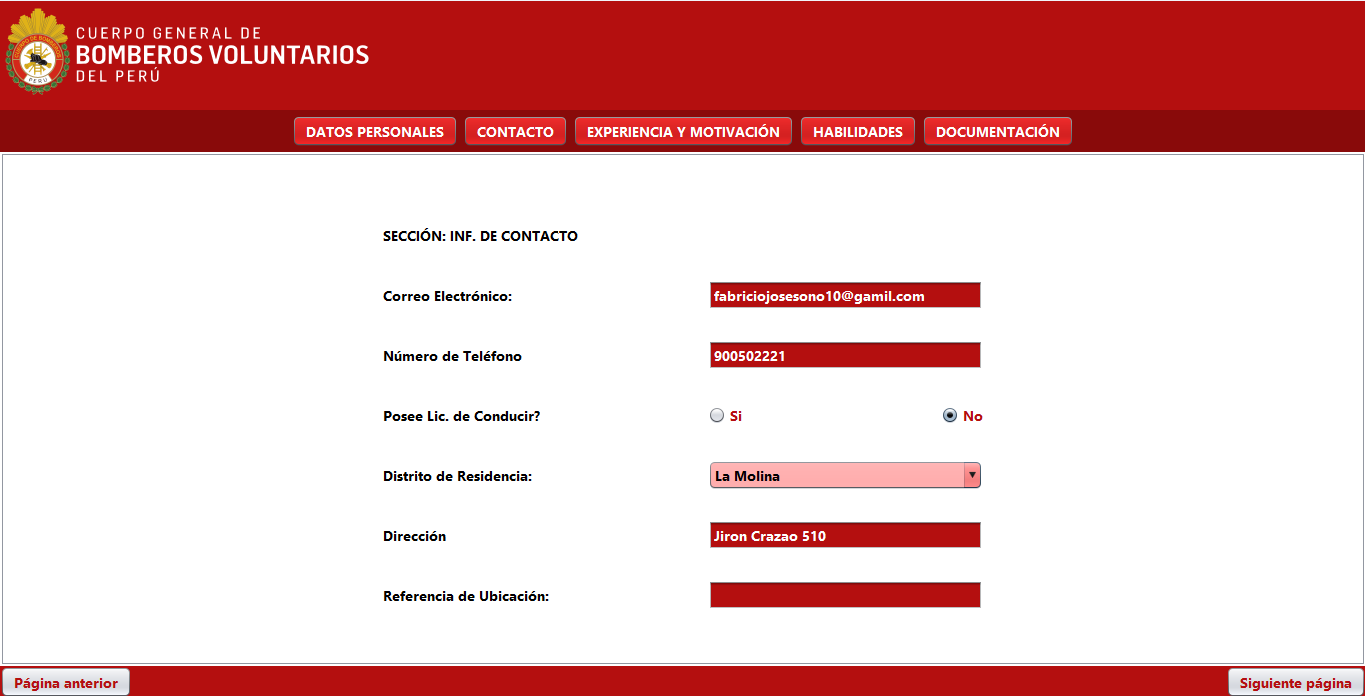 CUERPO GENERAL DE
BOMBEROS VOLUNTARIOS
DEL PERÚ
DATOS PERSONALES CONTACTO EXPERIENCIA Y MOTIVACIÓN HABILIDADES DOCUMENTACIÓN
SECCIÓN: INF. DE CONTACTO
Correo Electrónico: fabriciojosesono10@gamil.com
Número de Teléfono 900502221
Posee Lic. de Conducir? Si No
Distrito de Residencia: La Molina
Dirección Jiron Crazao 510
Referencia de Ubicación:
Página anterior Siguiente página